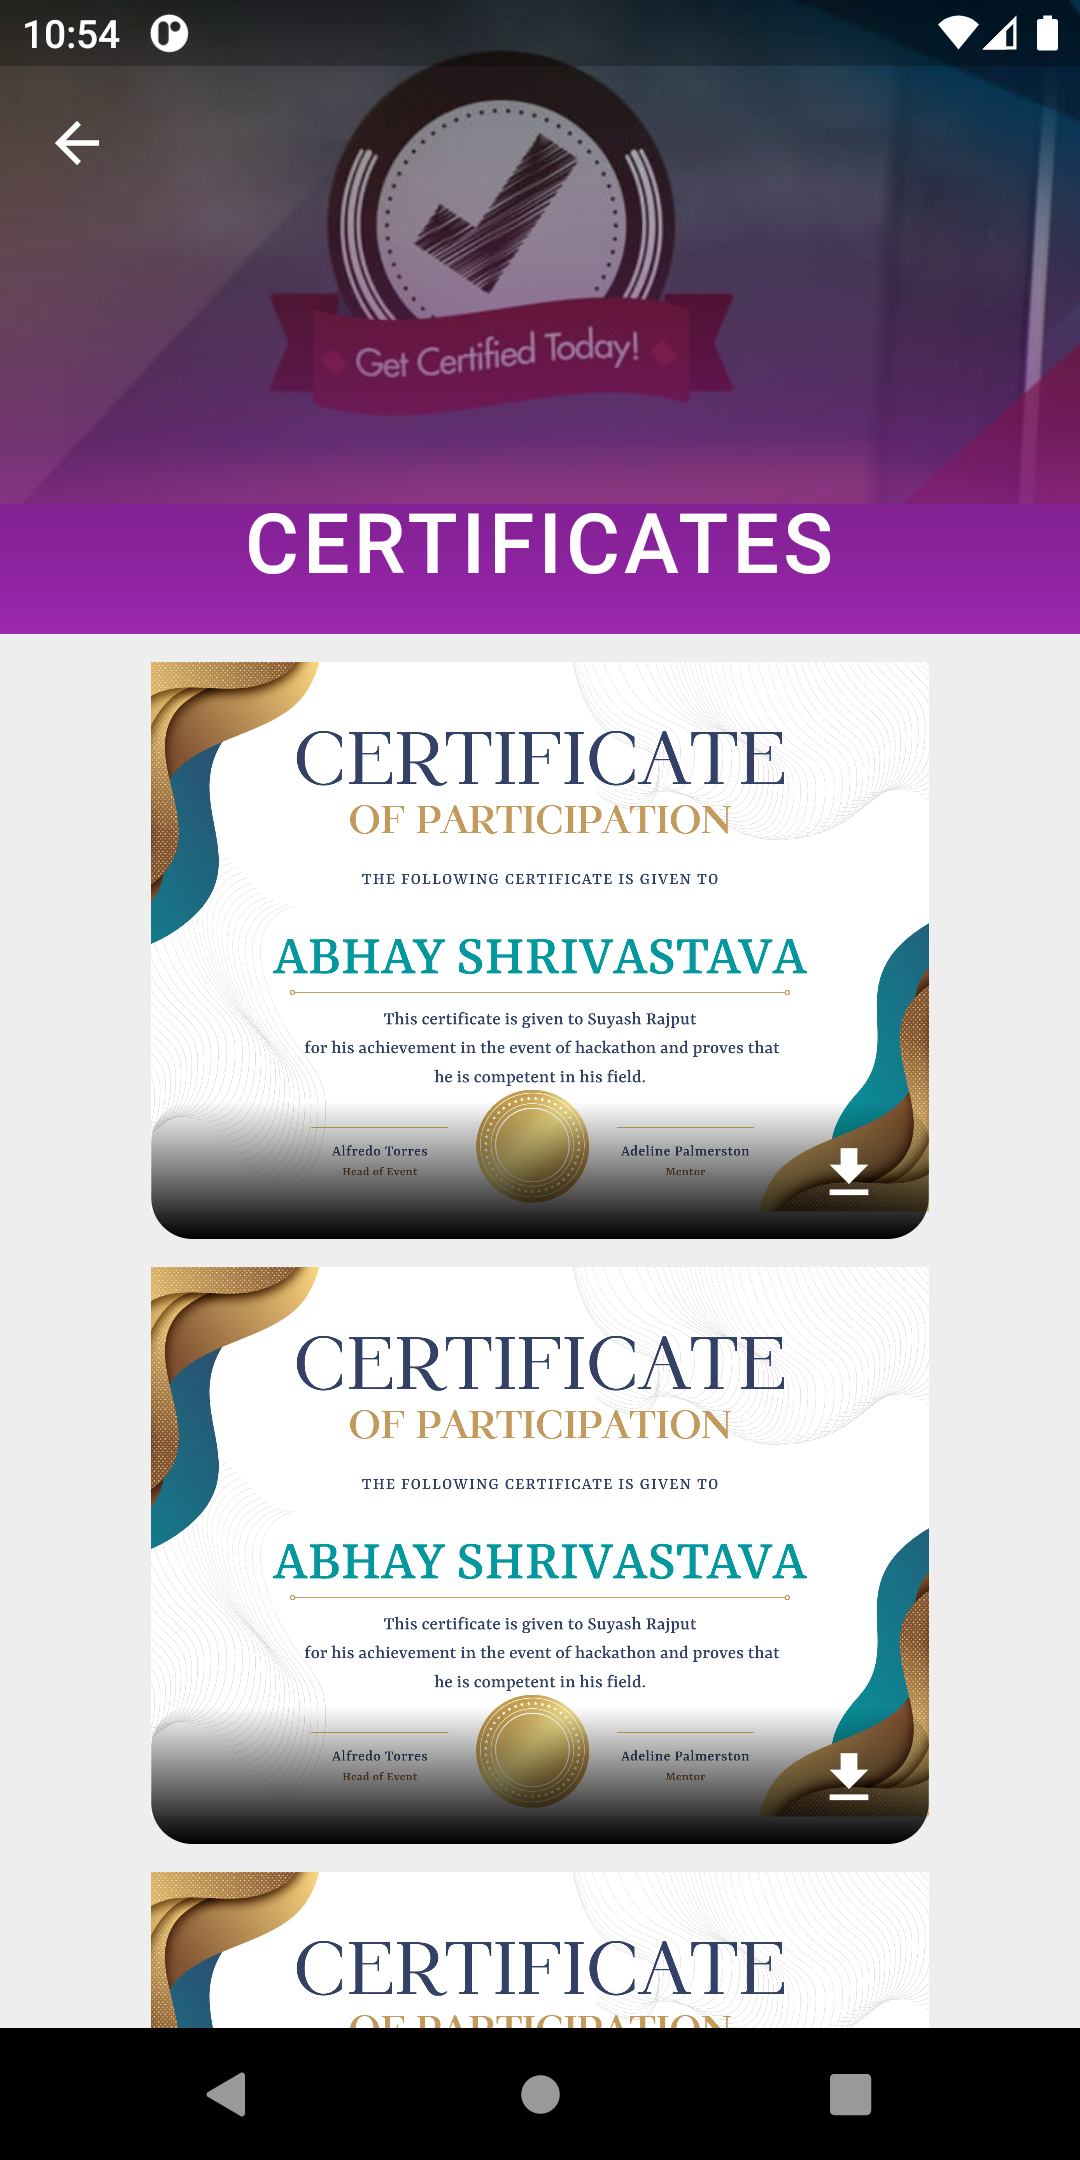 10:54
Get Certified Today!
CERTIFICATES
CERTIFICATE
OF PARTICIPATION
THE FOLLOWING CERTIFICATE IS GIVEN TO
ABHAY SHRIVASTAVA
This certificate is given to Suyash Rajput
for his achievement in the event of hackathon and proves that
he is competent in his field.
Alfredo Torres
Head of Event
Adeline Palmerston
Mentor
CERTIFICATE
OF PARTICIPATION
THE FOLLOWING CERTIFICATE IS GIVEN TO
ABHAY SHRIVASTAVA
This certificate is given to Suyash Rajput
for his achievement in the event of hackathon and proves that
he is competent in his field.
Alfredo Torres
Head of Event
Adeline Palmerston
Mentor
CERTIFICATE
OF PARTICIPATION